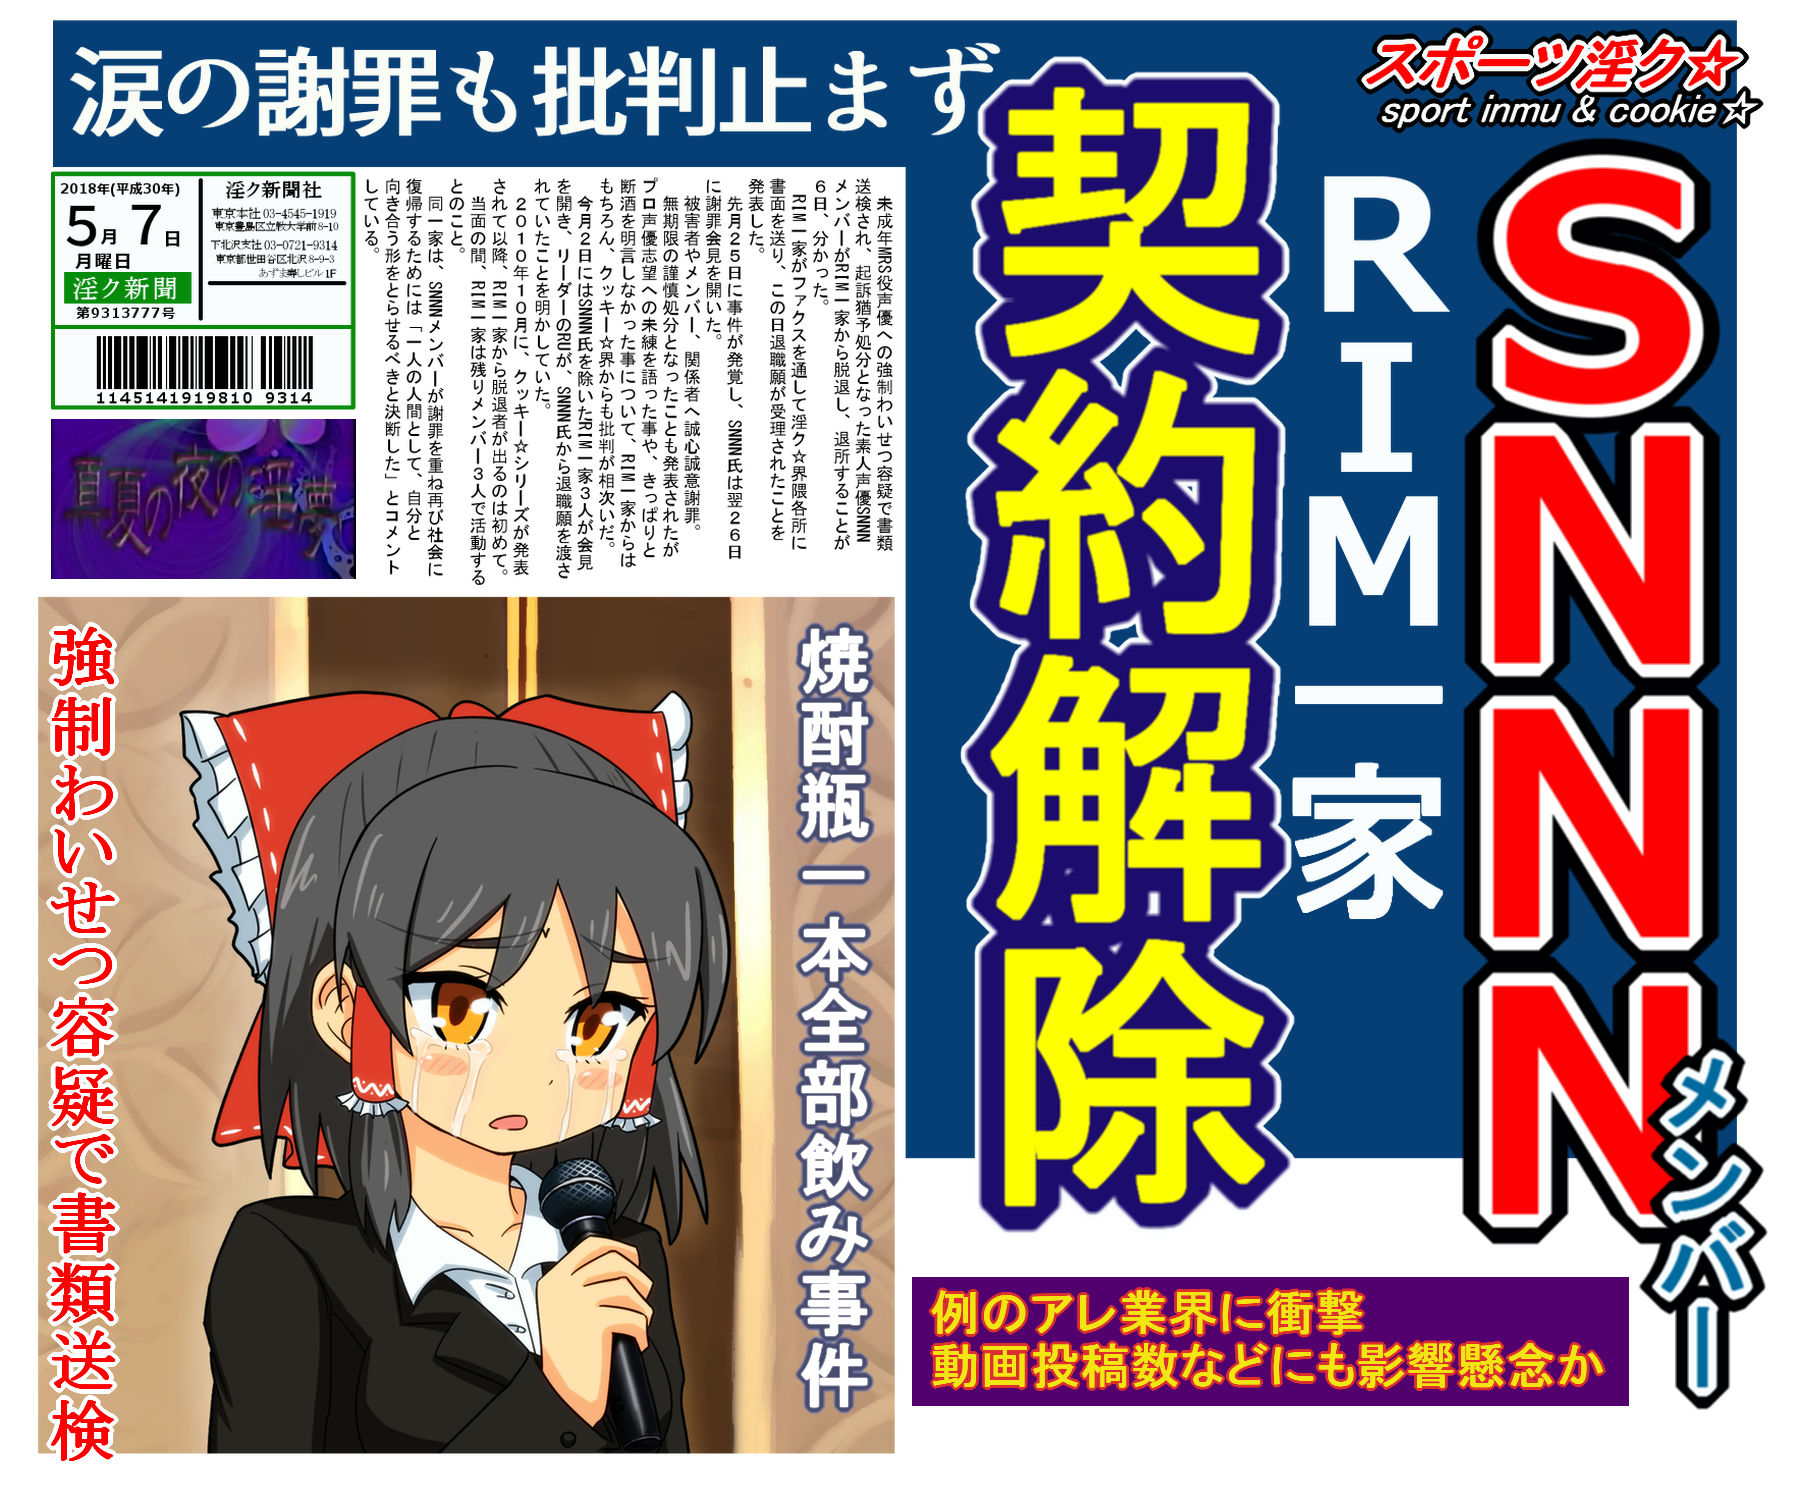 涙の謝罪も批判止まず
スポーツ淫ク☆
sport inmu & cookie☆
SNNN
メンバー
RIM一家
契約解除
2018年(平成30年)
5月7日
月曜日
淫ク新聞
第9313777号
淫ク新聞社
東京本社 03-4545-1919
東京豊島区立教大学前8-10
下北沢支社 03-0721-9314
東京都世田谷区北沢8-9-3
あずま寿しビル1F
1145141919810 9314
真夏の夜の淫夢
未成年MRS役声優への強制わいせつ容疑で書類
送検され、起訴猶予処分となった素人声優SNNN
メンバーがRIM一家から脱退し、退所することが
6日、分かった。
RIM一家がファックスを通して淫ク☆界隈各所に
書面を送り、この日退職願が受理されたことを
発表した。
先月25日に事件が発覚し、SNNN氏は翌26日
に謝罪会見を開いた。
被害者やメンバー、関係者へ誠心誠意謝罪。
無期限の謹慎処分となったことも発表されたが
プロ声優志望への未練を語った事や、きっぱりと
断酒を明言しなかった事について、RIM一家からは
もちろん、クッキー☆界からも批判が相次いだ。
今月2日にはSNNN氏を除いたRIM一家3人が会見
を開き、リーダーのRUが、SNNN氏から退職願を渡さ
れていたことを明かしていた。
2010年10月に、クッキー☆シリーズが発表
されて以降、RIM一家から脱退者が出るのは初めて。
当面の間、RIM一家は残りメンバー3人で活動する
とのこと。
同一家は、SNNNメンバーが謝罪を重ね再び社会に
復帰するためには「一人の人間として、自分と
向き合う形をとらせるべきと決断した」とコメント
している。
焼酎瓶一本全部飲み事件
強制わいせつ容疑で書類送検
例のアレ業界に衝撃
動画投稿数などにも影響懸念か